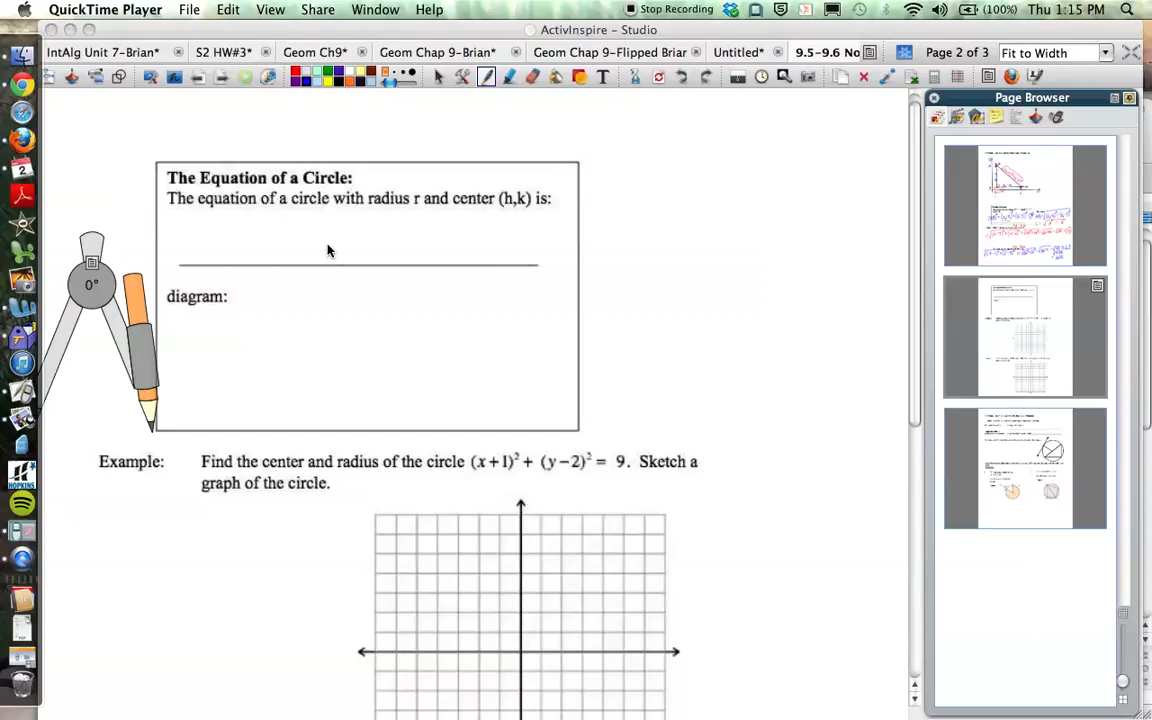 QuickTime Player File Edit View Share Window Help Stop Recording (100%) Thu 1:15 PM
ActivInspire – Studio
IntAlg Unit 7–Brian* S2 HW#3* Geom Ch9* Geom Chap 9–Brian* Geom Chap 9–Flipped Briar Untitled* 9.5–9.6 No Page 2 of 3 Fit to Width
Page Browser
The Equation of a Circle:
The equation of a circle with radius r and center (h,k) is:
0°
diagram:
Example: Find the center and radius of the circle (x+1)² + (y−2)² = 9. Sketch a
graph of the circle.
HOPKINS